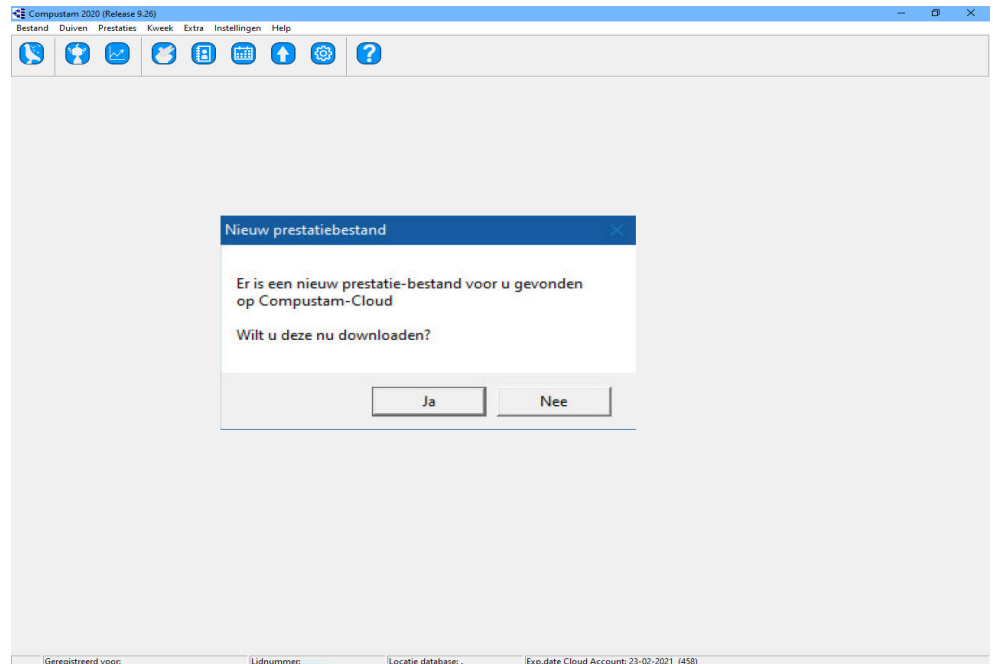 Compustam 2020 (Release 9.26)
Bestand Duiven Prestaties Kweek Extra Instellingen Help
Nieuw prestatiebestand
Er is een nieuw prestatie-bestand voor u gevonden
op Compustam-Cloud
Wilt u deze nu downloaden?
Ja Nee
Geregistreerd voor: Lidnummer: Locatie database: . Exp.date Cloud Account: 23-02-2021 (458)